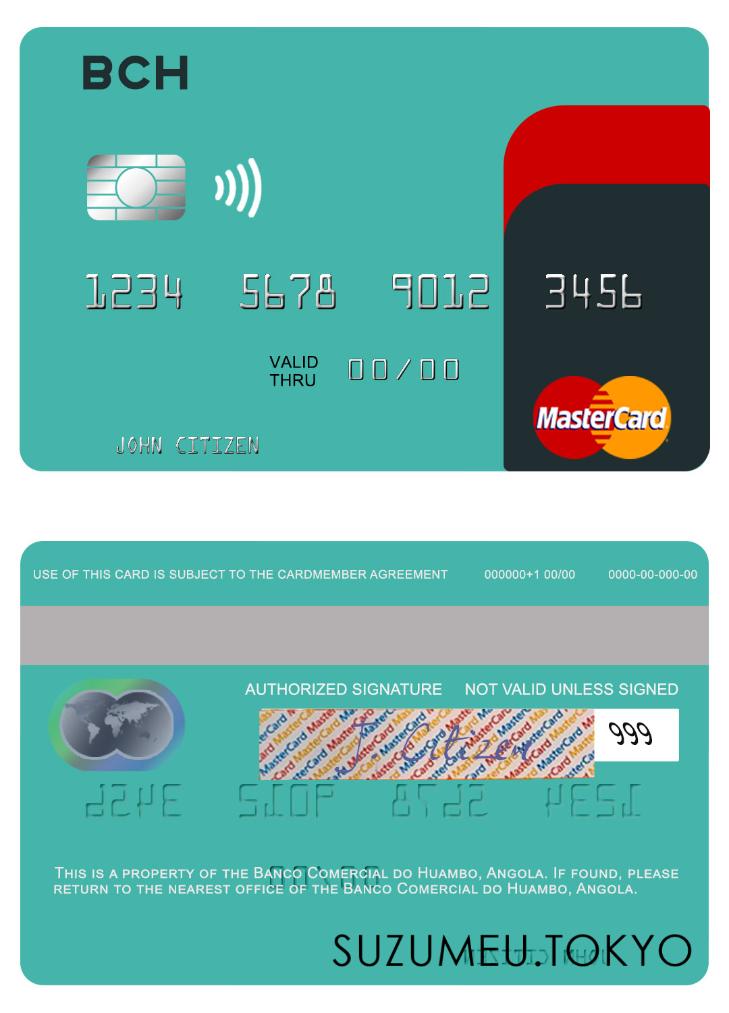 BCH
1234 5678 9012 3456
VALID THRU 00/00
JOHN CITIZEN
MasterCard
USE OF THIS CARD IS SUBJECT TO THE CARDMEMBER AGREEMENT 000000+1 00/00 0000-00-000-00
AUTHORIZED SIGNATURE NOT VALID UNLESS SIGNED
J. Citizen 999
THIS IS A PROPERTY OF THE BANCO COMERCIAL DO HUAMBO, ANGOLA. IF FOUND, PLEASE
RETURN TO THE NEAREST OFFICE OF THE BANCO COMERCIAL DO HUAMBO, ANGOLA.
SUZUMEU.TOKYO